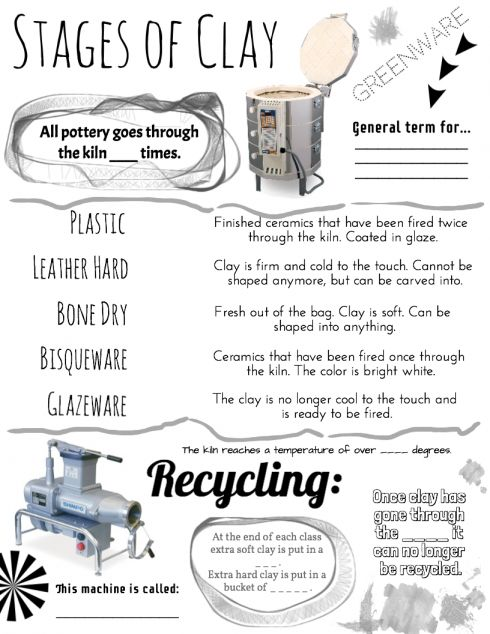 STAGES OF CLAY
GREENWARE
All pottery goes through
the kiln ___ times.
General term for...
____________________
____________________
____________________
PLASTIC
Finished ceramics that have been fired twice
through the kiln. Coated in glaze.
LEATHER HARD
Clay is firm and cold to the touch. Cannot be
shaped anymore, but can be carved into.
BONE DRY
Fresh out of the bag. Clay is soft. Can be
shaped into anything.
BISQUEWARE
Ceramics that have been fired once through
the kiln. The color is bright white.
GLAZEWARE
The clay is no longer cool to the touch and
is ready to be fired.
The kiln reaches a temperature of over ____ degrees.
Recycling:
SHIMPO
At the end of each class
extra soft clay is put in a
___.
Extra hard clay is put in a
bucket of _____.
Once clay has
gone through
the _____ it
can no longer
be recycled.
This machine is called:
____________________